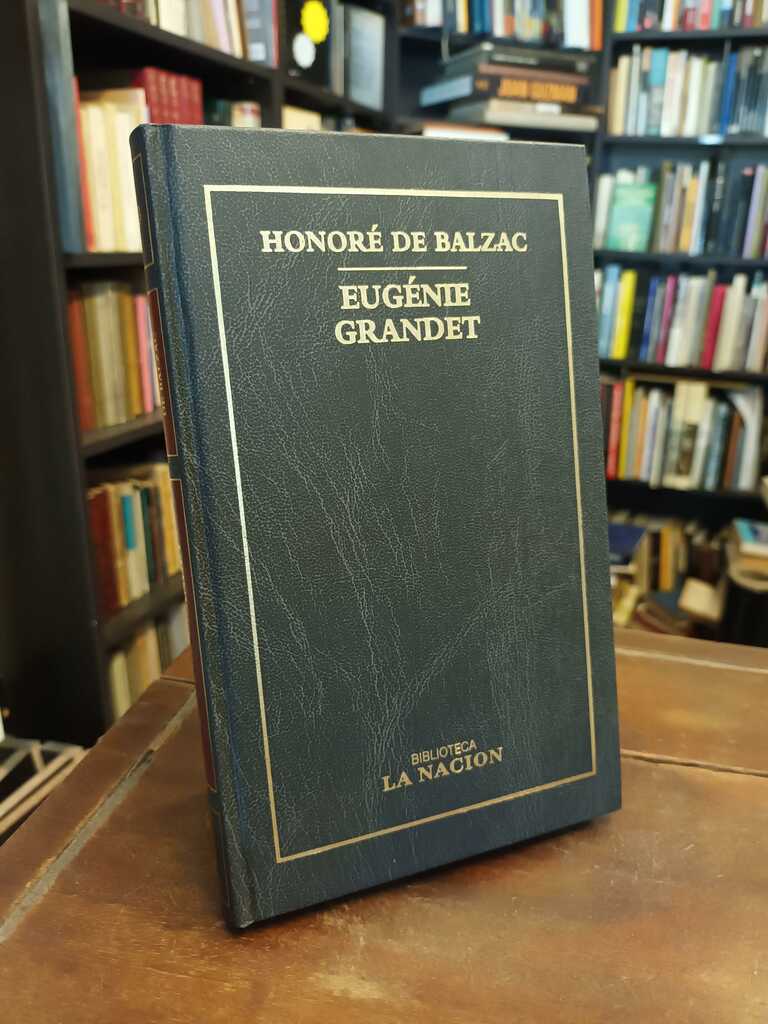 HONORÉ DE BALZAC
EUGÉNIE
GRANDET
BIBLIOTECA
LA NACION